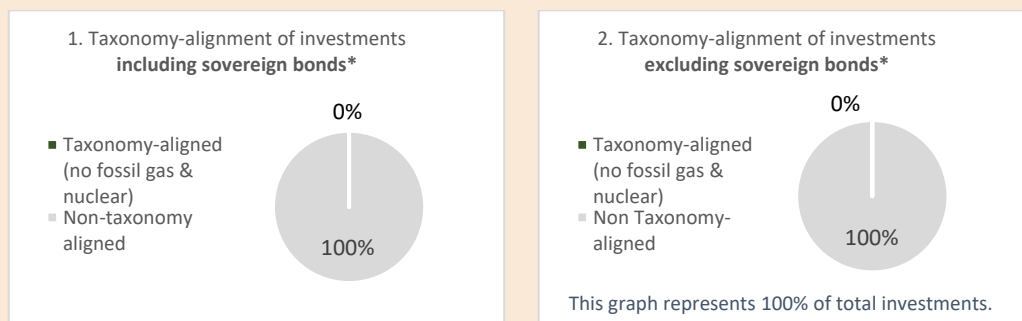 1. Taxonomy-alignment of investments
including sovereign bonds*
0%
Taxonomy-aligned
(no fossil gas &
nuclear)
Non-taxonomy
aligned
100%
2. Taxonomy-alignment of investments
excluding sovereign bonds*
0%
Taxonomy-aligned
(no fossil gas &
nuclear)
Non Taxonomy-
aligned
100%
This graph represents 100% of total investments.